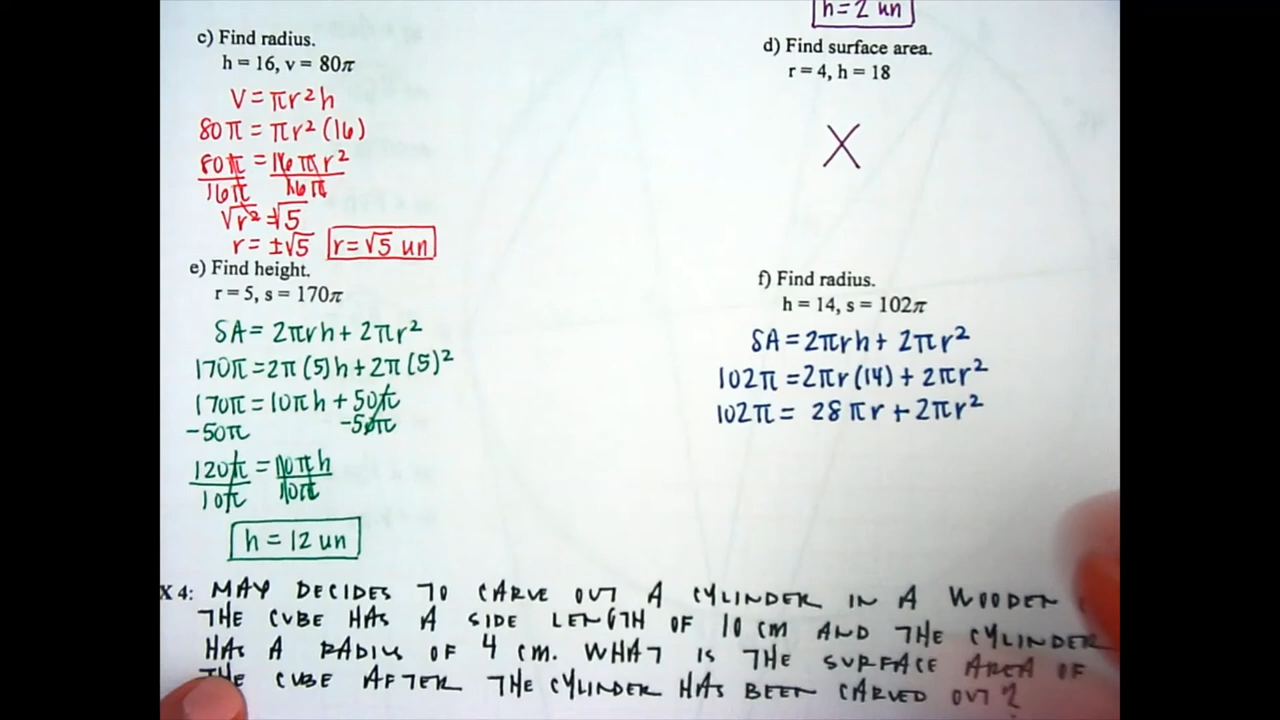 h = 2 un
c) Find radius.
h = 16, v = 80π
V = πr²h
80π = πr²(16)
80π = 16πr²
16π 16π
√r² = √5
r = ±√5 r = √5 un
d) Find surface area.
r = 4, h = 18
X
e) Find height.
r = 5, s = 170π
SA = 2πrh + 2πr²
170π = 2π(5)h + 2π(5)²
170π = 10πh + 50π
-50π -50π
120π = 10πh
10π 10π
h = 12 un
f) Find radius.
h = 14, s = 102π
SA = 2πrh + 2πr²
102π = 2πr(14) + 2πr²
102π = 28πr + 2πr²
X 4: MAY DECIDES TO CARVE OUT A CYLINDER IN A WOODEN
THE CUBE HAS A SIDE LENGTH OF 10 CM AND THE CYLINDER
HAS A RADIUS OF 4 CM. WHAT IS THE SURFACE AREA OF
THE CUBE AFTER THE CYLINDER HAS BEEN CARVED OUT?